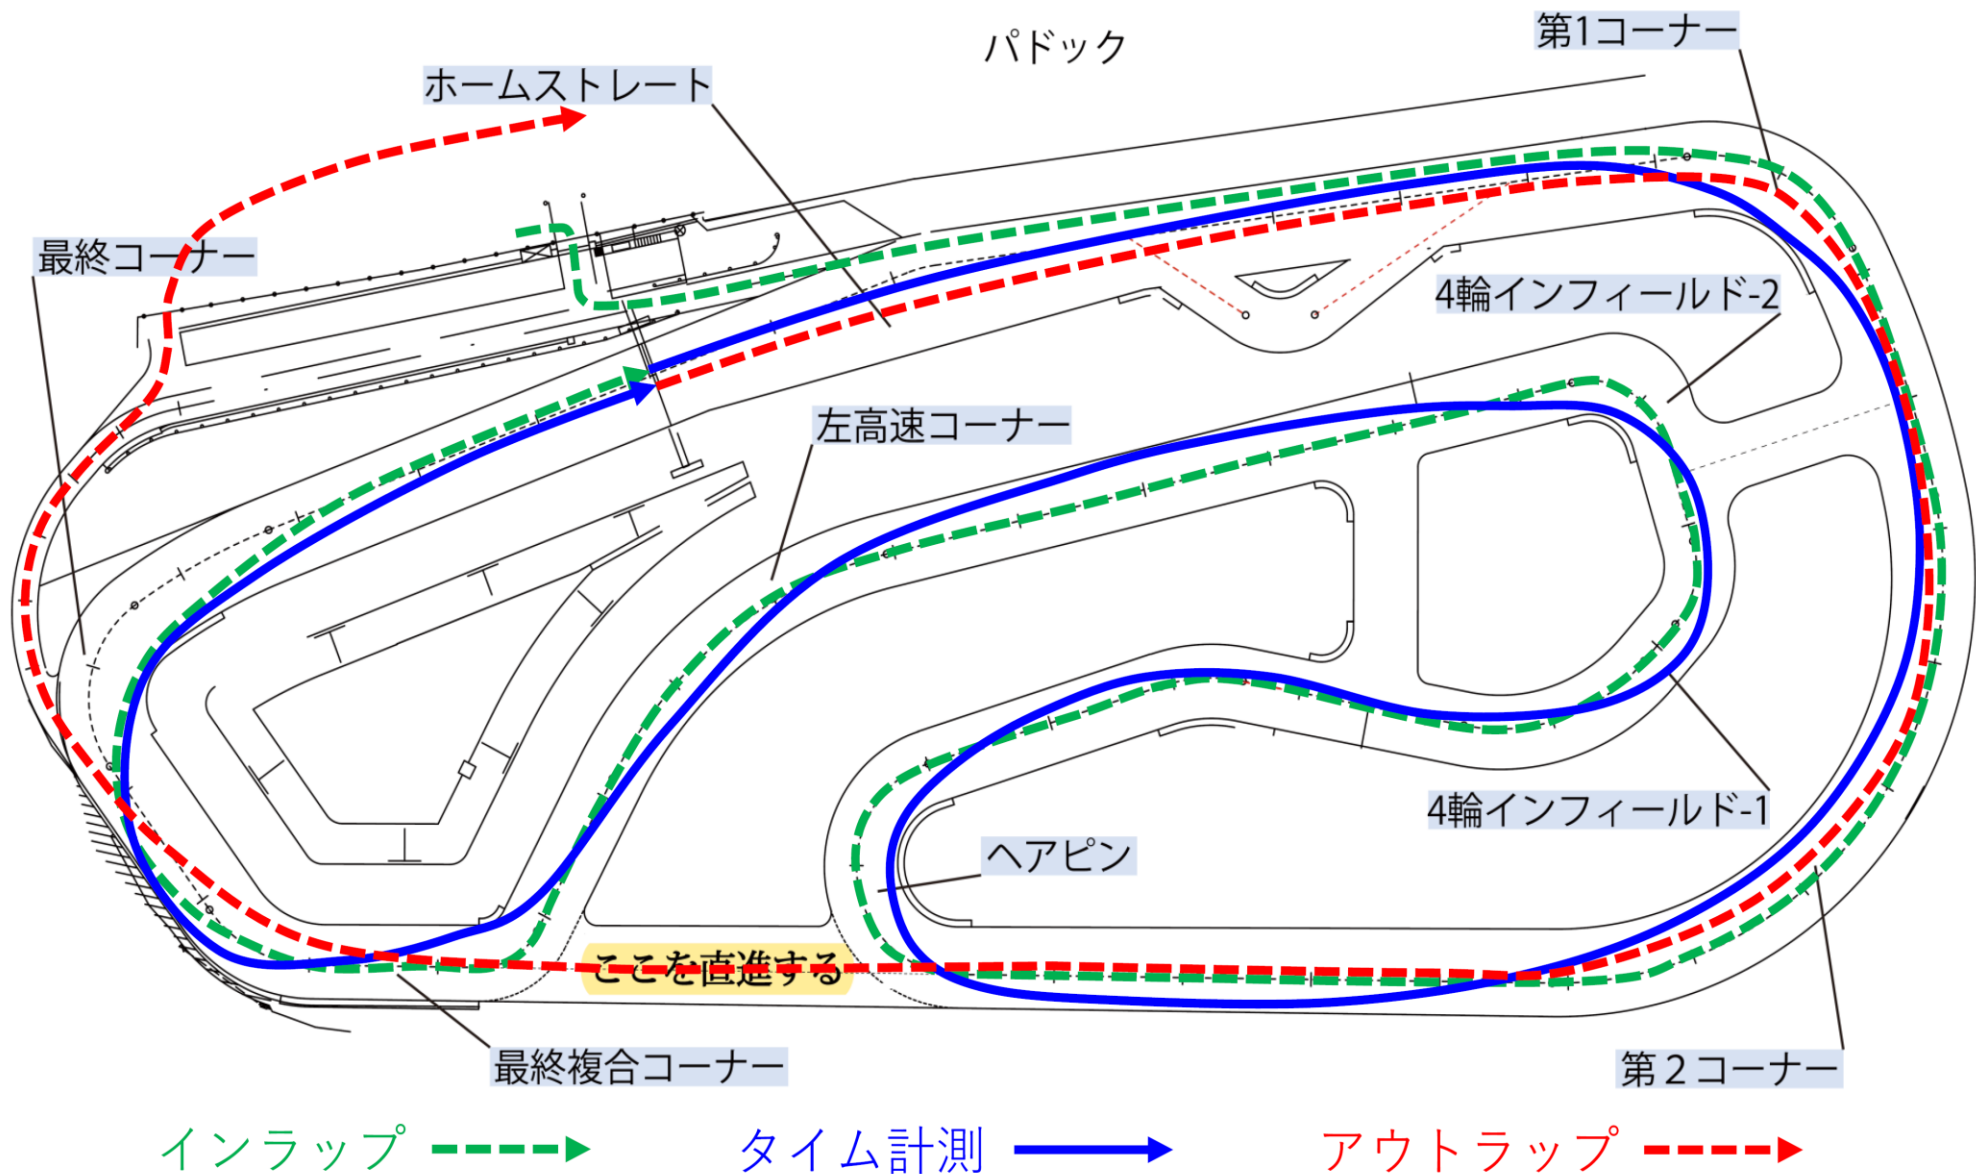 パドック
第1コーナー
ホームストレート
最終コーナー
4輪インフィールド-2
左高速コーナー
4輪インフィールド-1
ヘアピン
ここを直進する
最終複合コーナー
第２コーナー
インラップ
タイム計測
アウトラップ